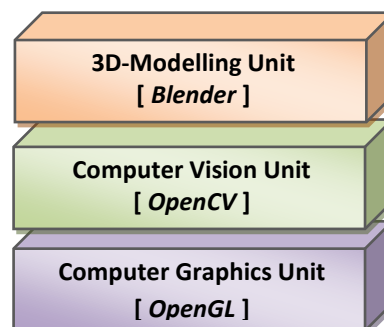 3D-Modelling Unit
[ Blender ]
Computer Vision Unit
[ OpenCV ]
Computer Graphics Unit
[ OpenGL ]